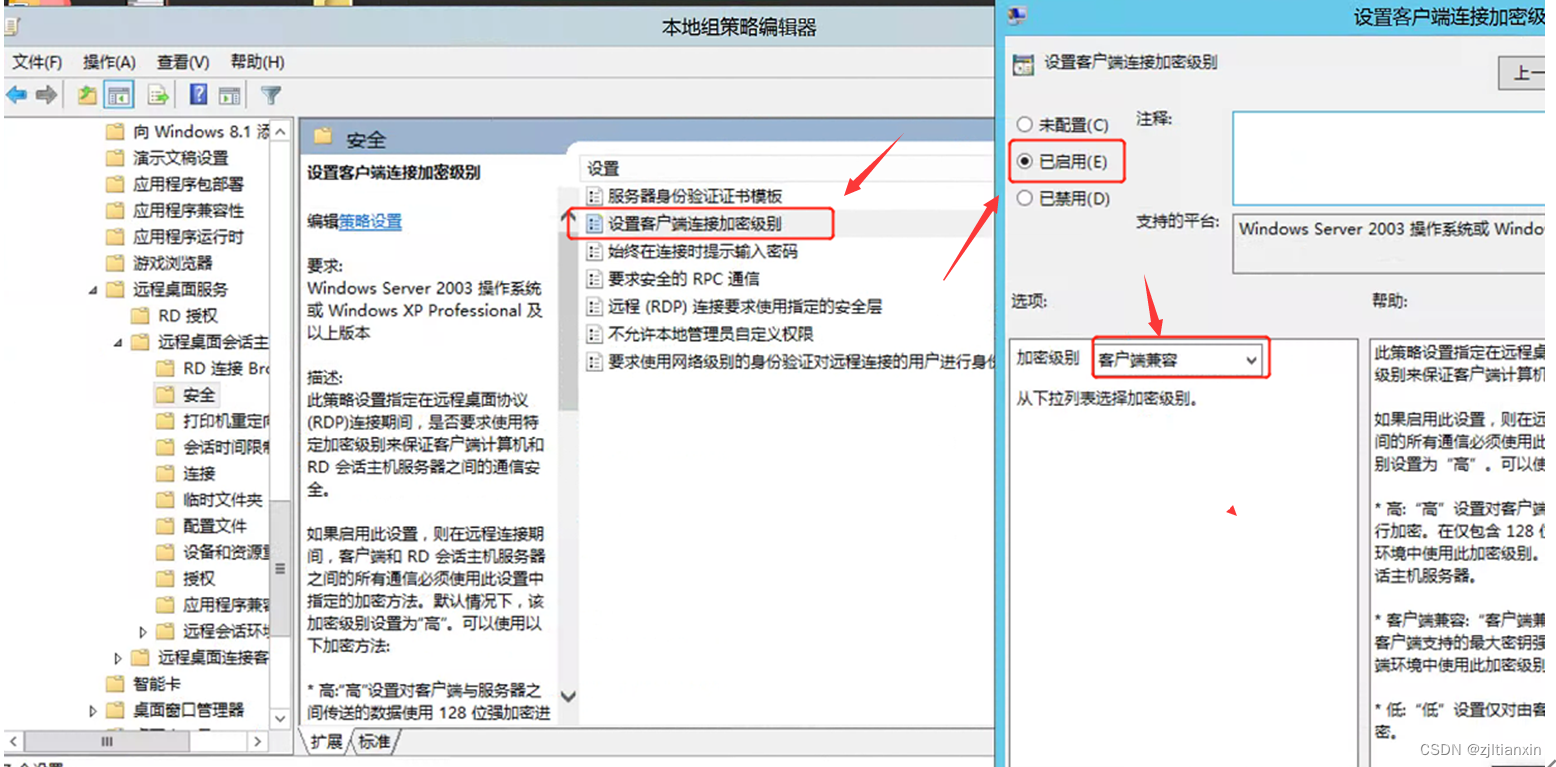 本地组策略编辑器
文件(F) 操作(A) 查看(V) 帮助(H)
向 Windows 8.1 添
演示文稿设置
应用程序包部署
应用程序兼容性
应用程序运行时
游戏浏览器
远程桌面服务
RD 授权
远程桌面会话主
RD 连接 Bro
安全
打印机重定向
会话时间限制
连接
临时文件夹
配置文件
设备和资源重
授权
应用程序兼容
远程会话环境
远程桌面连接客
智能卡
桌面窗口管理器
安全
设置客户端连接加密级别
编辑策略设置
要求:
Windows Server 2003 操作系统
或 Windows XP Professional 及
以上版本
描述:
此策略设置指定在远程桌面协议
(RDP)连接期间，是否要求使用特
定加密级别来保证客户端计算机和
RD 会话主机服务器之间的通信安
全。
如果启用此设置，则在远程连接期
间，客户端和 RD 会话主机服务器
之间的所有通信必须使用此设置中
指定的加密方法。默认情况下，该
加密级别设置为"高"。可以使用以
下加密方法:
* 高:"高"设置对客户端与服务器之
间传送的数据使用 128 位强加密进
设置
服务器身份验证证书模板
设置客户端连接加密级别
始终在连接时提示输入密码
要求安全的 RPC 通信
远程 (RDP) 连接要求使用指定的安全层
不允许本地管理员自定义权限
要求使用网络级别的身份验证对远程连接的用户进行身份
扩展 标准
设置客户端连接加密级
设置客户端连接加密级别
上一
未配置(C)
已启用(E)
已禁用(D)
注释:
支持的平台:
Windows Server 2003 操作系统或 Windo
选项:
帮助:
加密级别 客户端兼容
从下拉列表选择加密级别。
此策略设置指定在远程桌
级别来保证客户端计算机
如果启用此设置，则在远
间的所有通信必须使用此
别设置为“高”。可以使
* 高:“高”设置对客户端
行加密。在仅包含 128 位
环境中使用此加密级别。
话主机服务器。
* 客户端兼容:“客户端兼
客户端支持的最大密钥强
端环境中使用此加密级别
* 低:“低”设置仅对由客
密。
CSDN @zjltianxin